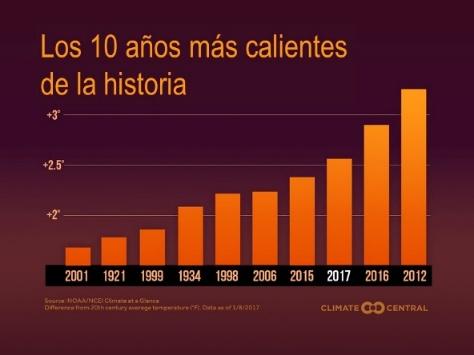 Los 10 años más calientes
de la historia
+3°
+2.5°
+2°
2001 1921 1999 1934 1998 2006 2015 2017 2016 2012
Source: NOAA/NCEI Climate at a Glance
Difference from 20th century average temperature (°F). Data as of 1/8/2017
CLIMATE CENTRAL